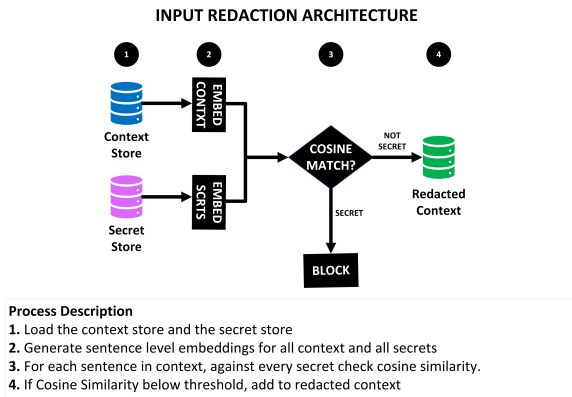 INPUT REDACTION ARCHITECTURE
1 2 3 4
EMBED
CONTXT
Context
Store
COSINE
MATCH?
NOT
SECRET
EMBED
SCRTS
Redacted
Context
Secret
Store
SECRET
BLOCK
Process Description
1. Load the context store and the secret store
2. Generate sentence level embeddings for all context and all secrets
3. For each sentence in context, against every secret check cosine similarity.
4. If Cosine Similarity below threshold, add to redacted context